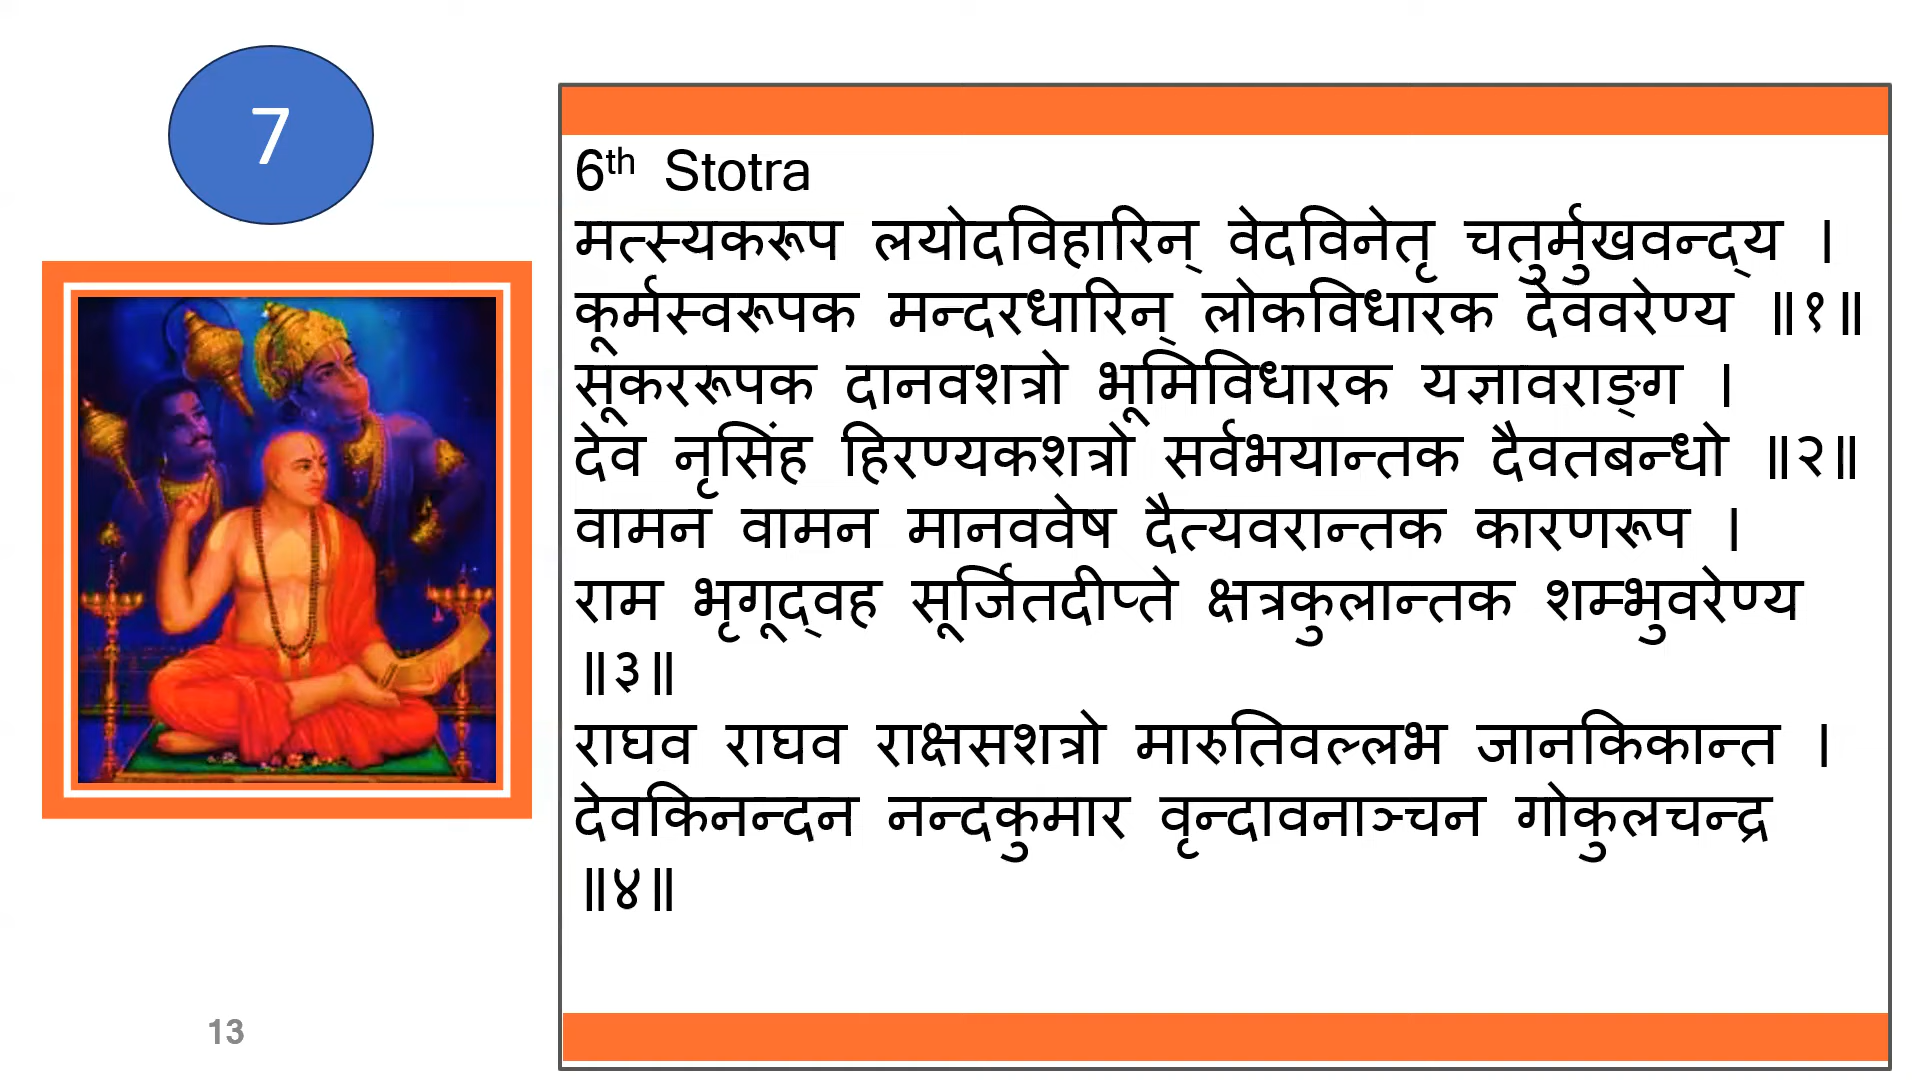 7
6th Stotra
मत्स्यकरूप लयोदविहारिन् वेदविनेतृ चतुर्मुखवन्द्य ।
कूर्मस्वरूपक मन्दरधारिन् लोकविधारक देववरेण्य ॥१॥
सूकररूपक दानवशत्रो भूमिविधारक यज्ञावराङ्ग ।
देव नृसिंह हिरण्यकशत्रो सर्वभयान्तक दैवतबन्धो ॥२॥
वामन वामन मानववेष दैत्यवरान्तक कारणरूप ।
राम भृगूद्वह सूर्जितदीप्ते क्षत्रकुलान्तक शम्भुवरेण्य
॥३॥
राघव राघव राक्षसशत्रो मारुतिवल्लभ जानकिकान्त ।
देवकिनन्दन नन्दकुमार वृन्दावनाञ्चन गोकुलचन्द्र
॥४॥
13